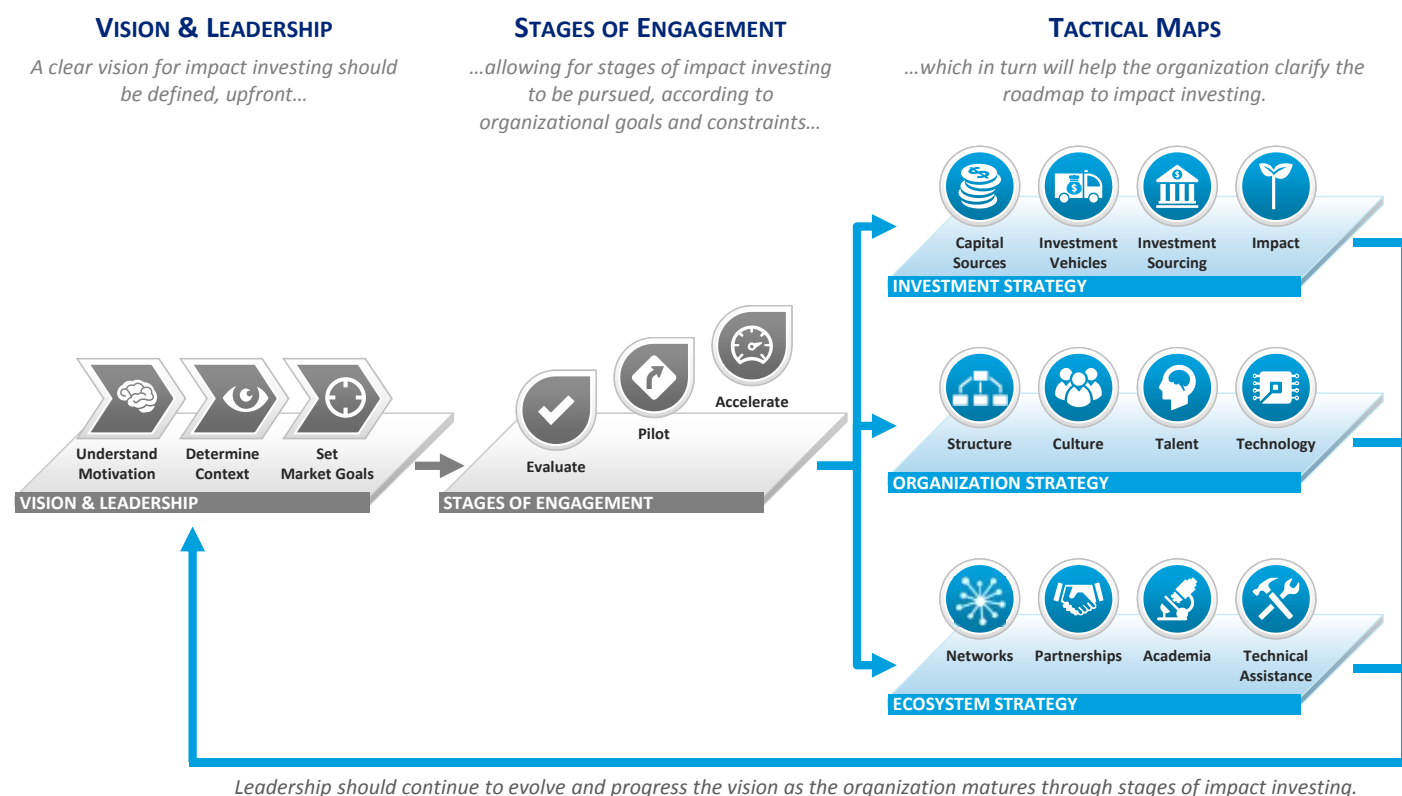 VISION & LEADERSHIP
A clear vision for impact investing should
be defined, upfront…
STAGES OF ENGAGEMENT
…allowing for stages of impact investing
to be pursued, according to
organizational goals and constraints…
TACTICAL MAPS
…which in turn will help the organization clarify the
roadmap to impact investing.
Understand
Motivation
Determine
Context
Set
Market Goals
VISION & LEADERSHIP
Evaluate
Pilot
Accelerate
STAGES OF ENGAGEMENT
Capital
Sources
Investment
Vehicles
Investment
Sourcing
Impact
INVESTMENT STRATEGY
Structure
Culture
Talent
Technology
ORGANIZATION STRATEGY
Networks
Partnerships
Academia
Technical
Assistance
ECOSYSTEM STRATEGY
Leadership should continue to evolve and progress the vision as the organization matures through stages of impact investing.